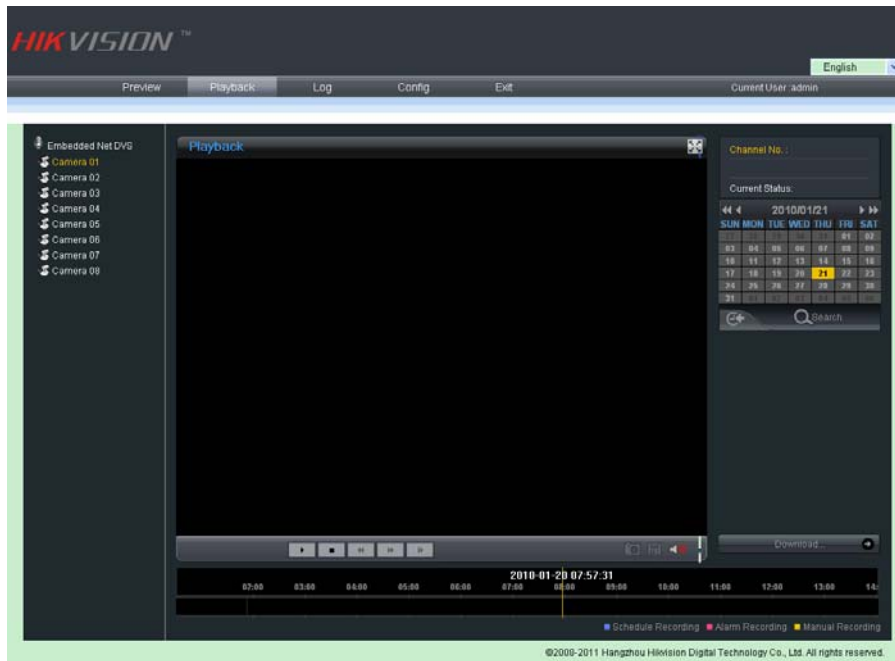 HIKVISION ™
English
Preview Playback Log Config Exit Current User :admin
Embedded Net DVS
Camera 01
Camera 02
Camera 03
Camera 04
Camera 05
Camera 06
Camera 07
Camera 08
Playback
Channel No. :
Current Status:
2010/01/21
SUN MON TUE WED THU FRI SAT
01 02
03 04 05 06 07 08 09
10 11 12 13 14 15 16
17 18 19 20 21 22 23
24 25 26 27 28 29 30
31
Search
Download...
2010-01-20 07:57:31
02:00 03:00 04:00 05:00 06:00 07:00 08:00 09:00 10:00 11:00 12:00 13:00 14:
Schedule Recording Alarm Recording Manual Recording
©2000-2011 Hangzhou Hikvision Digital Technology Co., Ltd. All rights reserved.